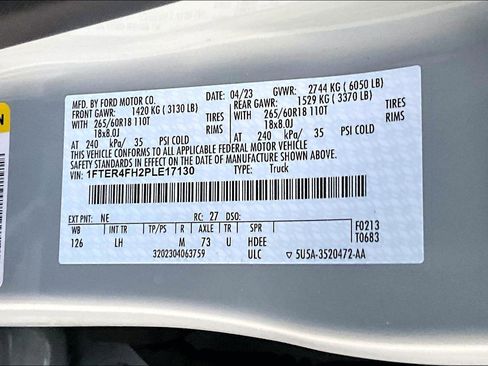 MFD. BY FORD MOTOR CO. 04/23 GVWR: 2744 KG ( 6050 LB)
FRONT GAWR: 1420 KG ( 3130 LB) REAR GAWR: 1529 KG ( 3370 LB)
265/60R18 110T TIRES 265/60R18 110T TIRES
18x8.0J RIMS 18x8.0J RIMS
AT 240 kPa/ 35 PSI COLD AT 240 kPa/ 35 PSI COLD
THIS VEHICLE CONFORMS TO ALL APPLICABLE FEDERAL MOTOR VEHICLE
SAFETY STANDARDS IN EFFECT ON THE DATE OF MANUFACTURE SHOWN ABOVE.
VIN: 1FTER4FH2PLE17130 TYPE: Truck
EXT PNT: NE RC: 27 DSO:
WB INT TR TP/PS R AXLE TR SPR F0213
126 LH M 73 U HDEE T0683
3202304063759 ULC 5U5A-3520472-AA